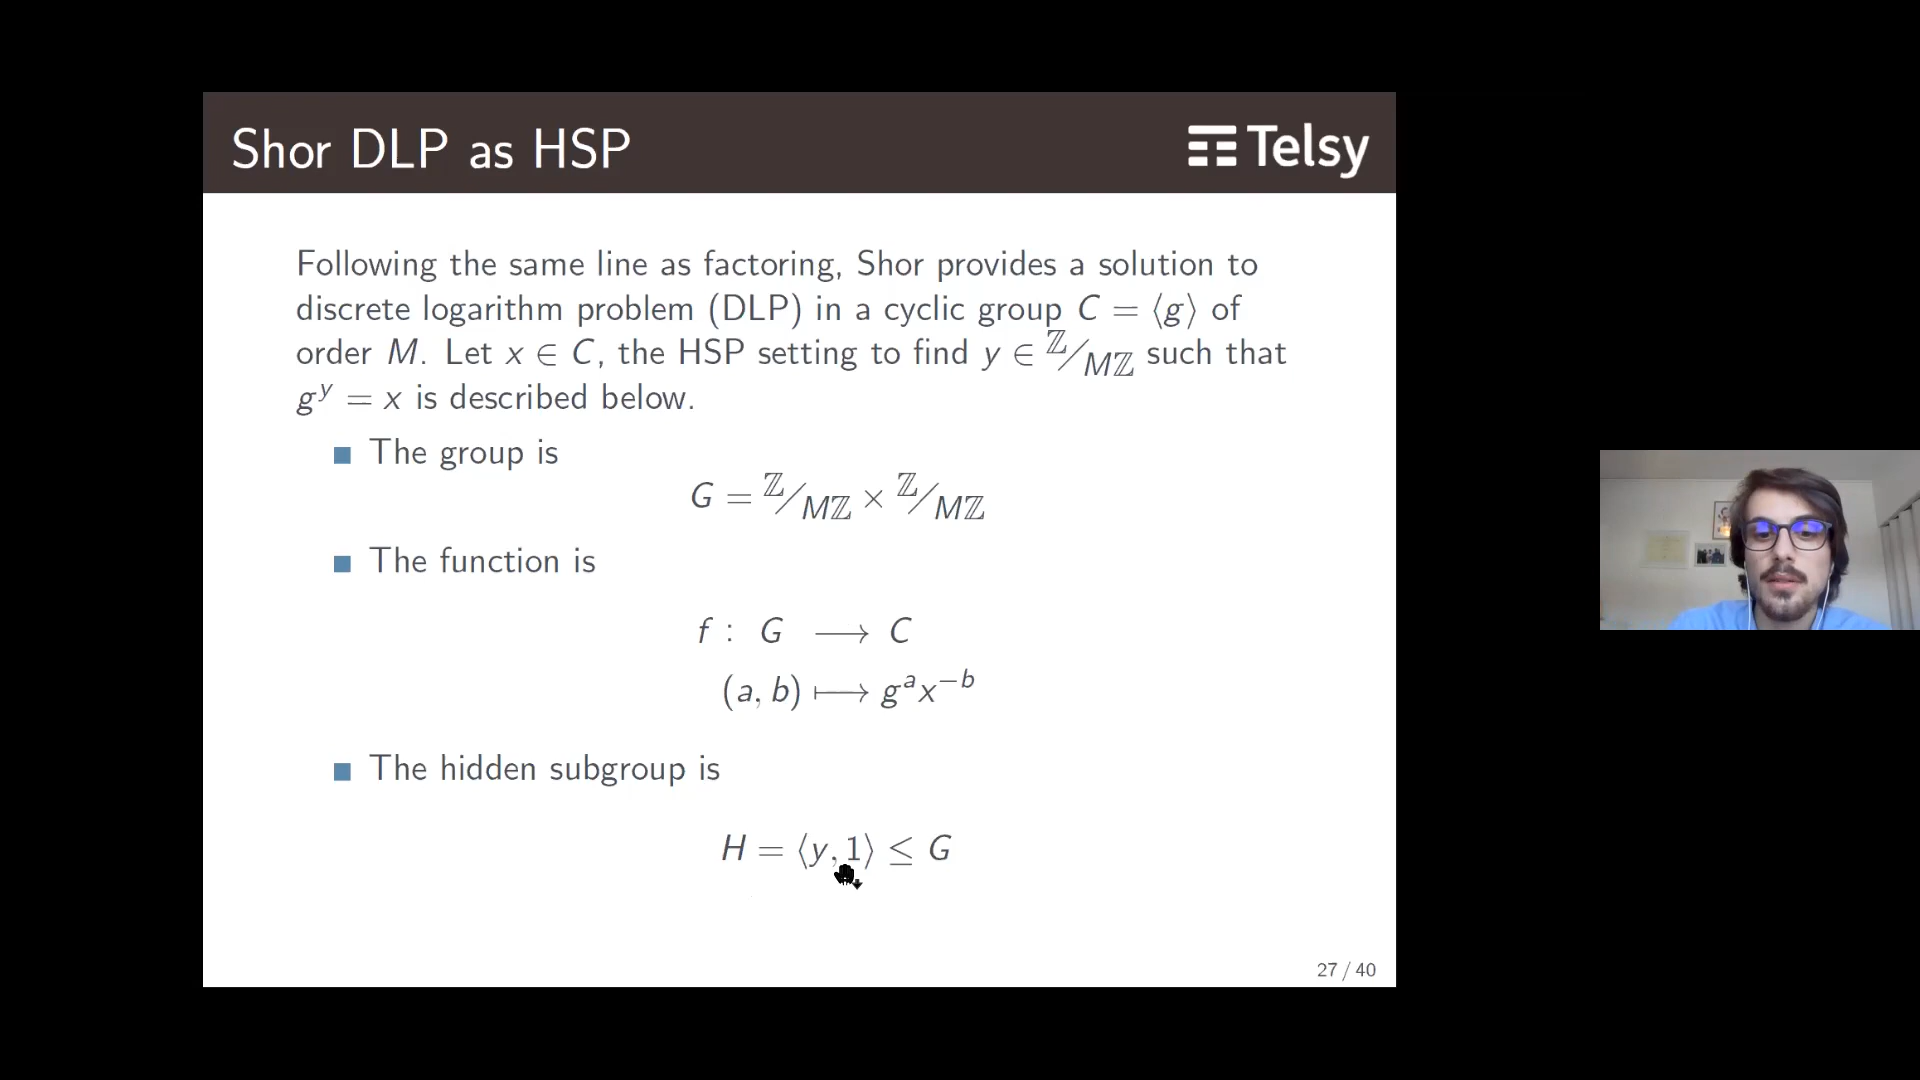 Shor DLP as HSP
Telsy
Following the same line as factoring, Shor provides a solution to
discrete logarithm problem (DLP) in a cyclic group C = ⟨g⟩ of
order M. Let x ∈ C, the HSP setting to find y ∈ ℤ/Mℤ such that
g^y = x is described below.
■ The group is
G = ℤ/Mℤ × ℤ/Mℤ
■ The function is
f : G ⟶ C
(a, b) ⟼ g^a x^{−b}
■ The hidden subgroup is
H = ⟨y, 1⟩ ≤ G
27 / 40